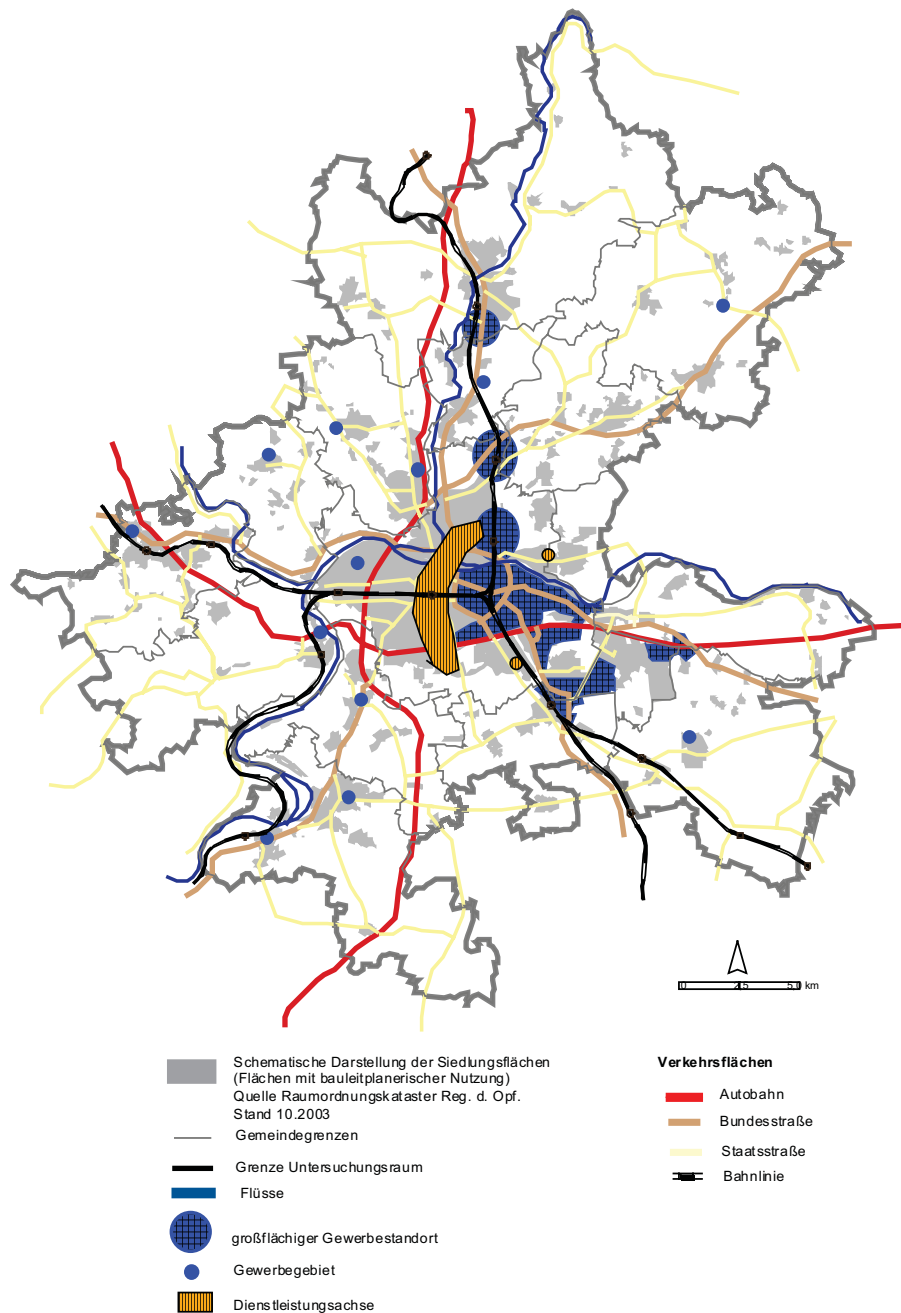 0 2.5 5.0 km
Schematische Darstellung der Siedlungsflächen
(Flächen mit bauleitplanerischer Nutzung)
Quelle Raumordnungskataster Reg. d. Opf.
Stand 10.2003
Gemeindegrenzen
Grenze Untersuchungsraum
Flüsse
großflächiger Gewerbestandort
Gewerbegebiet
Dienstleistungsachse
Verkehrsflächen
Autobahn
Bundesstraße
Staatsstraße
Bahnlinie